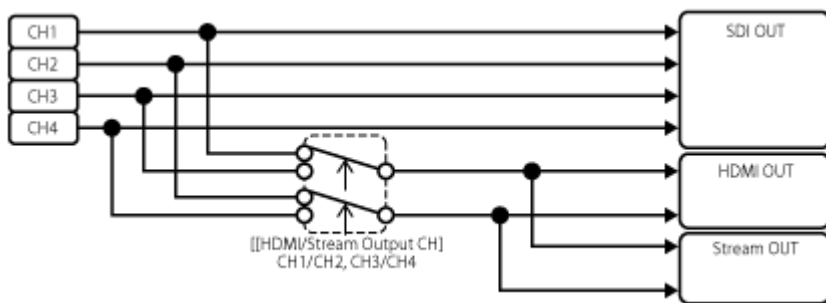 CH1
SDI OUT
CH2
CH3
CH4
HDMI OUT
[[HDMI/Stream Output CH]
CH1/CH2, CH3/CH4
Stream OUT